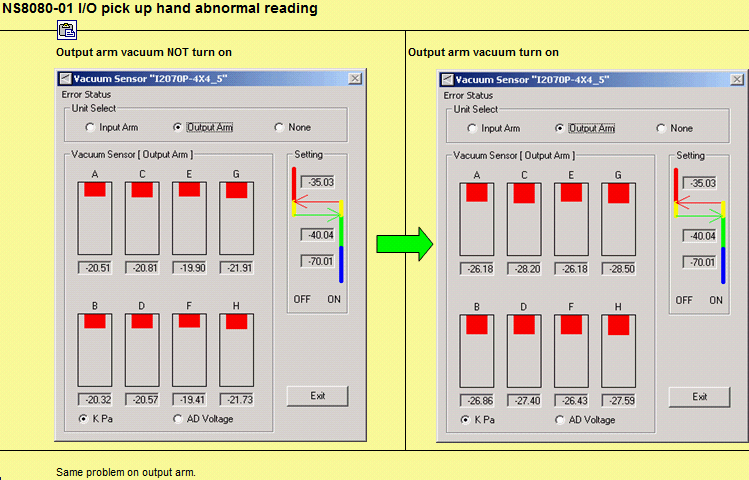 NS8080-01 I/O pick up hand abnormal reading
Output arm vacuum NOT turn on
Vacuum Sensor "I2070P-4X4_5"
Error Status
Unit Select
Input Arm Output Arm None
Vacuum Sensor [ Output Arm ]
A C E G
-20.51 -20.81 -19.90 -21.91
B D F H
-20.32 -20.57 -19.41 -21.73
K Pa AD Voltage
Setting
-35.03
-40.04
-70.01
OFF ON
Exit
Output arm vacuum turn on
Vacuum Sensor "I2070P-4X4_5"
Error Status
Unit Select
Input Arm Output Arm None
Vacuum Sensor [ Output Arm ]
A C E G
-26.18 -28.20 -26.18 -28.50
B D F H
-26.86 -27.40 -26.43 -27.59
K Pa AD Voltage
Setting
-35.03
-40.04
-70.01
OFF ON
Exit
Same problem on output arm.